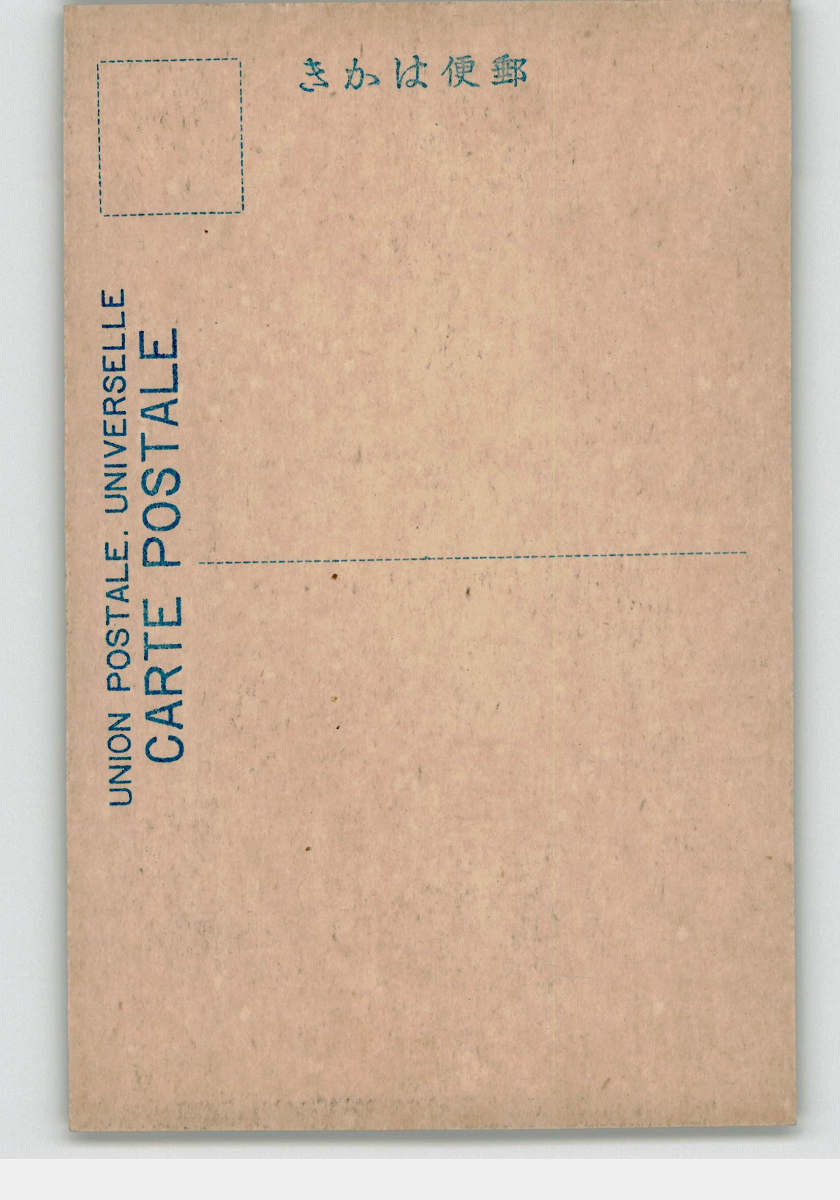 郵便はかき
UNION POSTALE. UNIVERSELLE
CARTE POSTALE